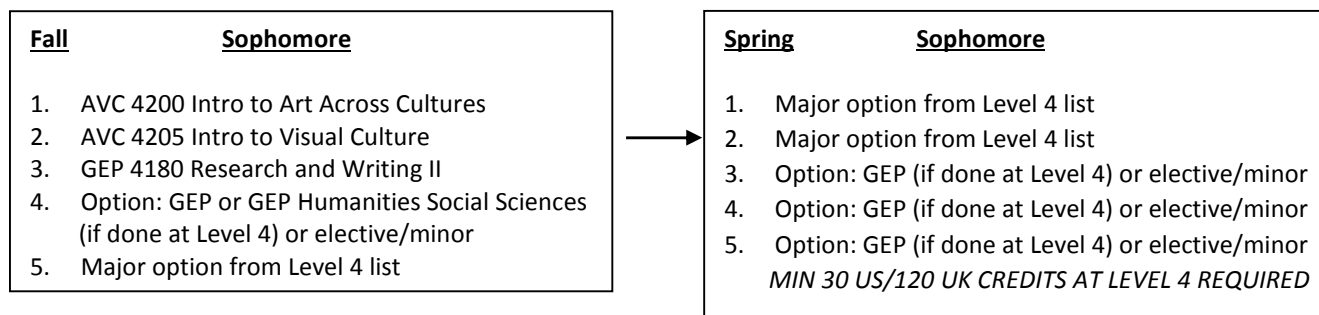 Fall Sophomore
1. AVC 4200 Intro to Art Across Cultures
2. AVC 4205 Intro to Visual Culture
3. GEP 4180 Research and Writing II
4. Option: GEP or GEP Humanities Social Sciences
(if done at Level 4) or elective/minor
5. Major option from Level 4 list
Spring Sophomore
1. Major option from Level 4 list
2. Major option from Level 4 list
3. Option: GEP (if done at Level 4) or elective/minor
4. Option: GEP (if done at Level 4) or elective/minor
5. Option: GEP (if done at Level 4) or elective/minor
MIN 30 US/120 UK CREDITS AT LEVEL 4 REQUIRED